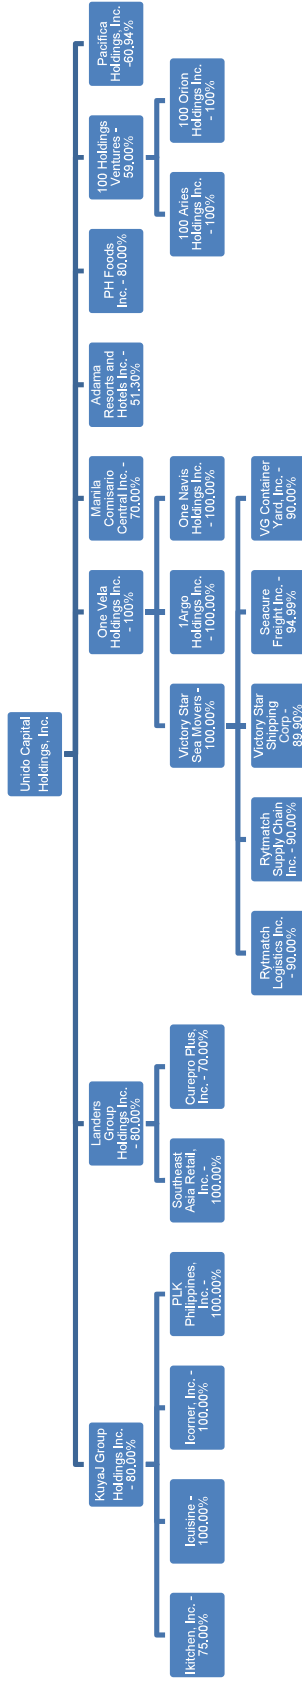 Unido Capital
Holdings, Inc.
KuyaJ Group
Holdings Inc.
- 80.00%
Landers
Group
Holdings Inc.
- 80.00%
One Vela
Holdings Inc.
- 100%
Manila
Comisario
Central Inc. -
70.00%
Adama
Resorts and
Hotels Inc. -
51.30%
PH Foods
Inc. - 80.00%
100 Holdings
Ventures -
59.00%
Pacifica
Holdings, Inc.
-60.94%
Ikitchen, Inc. -
75.00%
Icuisine -
100.00%
Icorner, Inc. -
100.00%
PLK
Philippines,
Inc. -
100.00%
Southeast
Asia Retail,
Inc. -
100.00%
Curepro Plus,
Inc. - 70.00%
Victory Star
Sea Movers -
100.00%
1Argo
Holdings Inc.
- 100.00%
One Navis
Holdings Inc.
- 100.00%
100 Aries
Holdings Inc.
- 100%
100 Orion
Holdings Inc.
- 100%
Rytmatch
Logistics Inc.
- 90.00%
Rytmatch
Supply Chain
Inc. - 90.00%
Victory Star
Shipping
Corp -
89.90%
Seacure
Freight Inc. -
94.99%
VG Container
Yard, Inc. -
90.00%